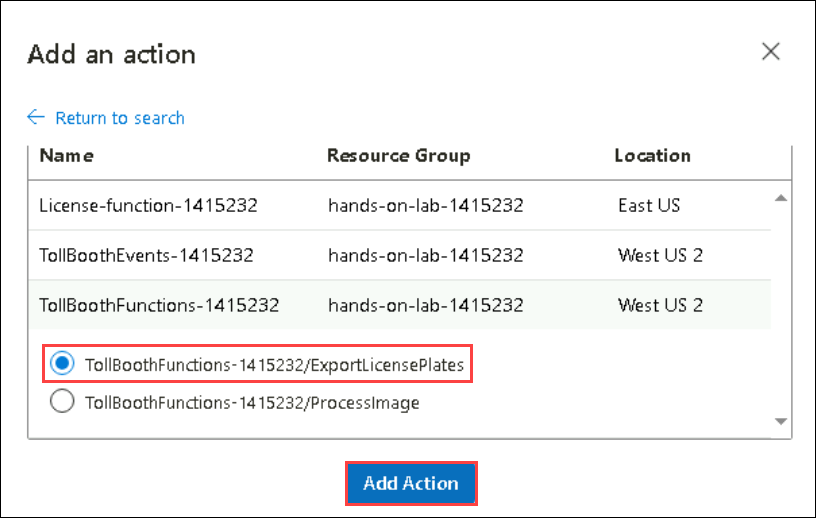 Add an action
Return to search
Name Resource Group Location
License-function-1415232 hands-on-lab-1415232 East US
TollBoothEvents-1415232 hands-on-lab-1415232 West US 2
TollBoothFunctions-1415232 hands-on-lab-1415232 West US 2
TollBoothFunctions-1415232/ExportLicensePlates
TollBoothFunctions-1415232/ProcessImage
Add Action